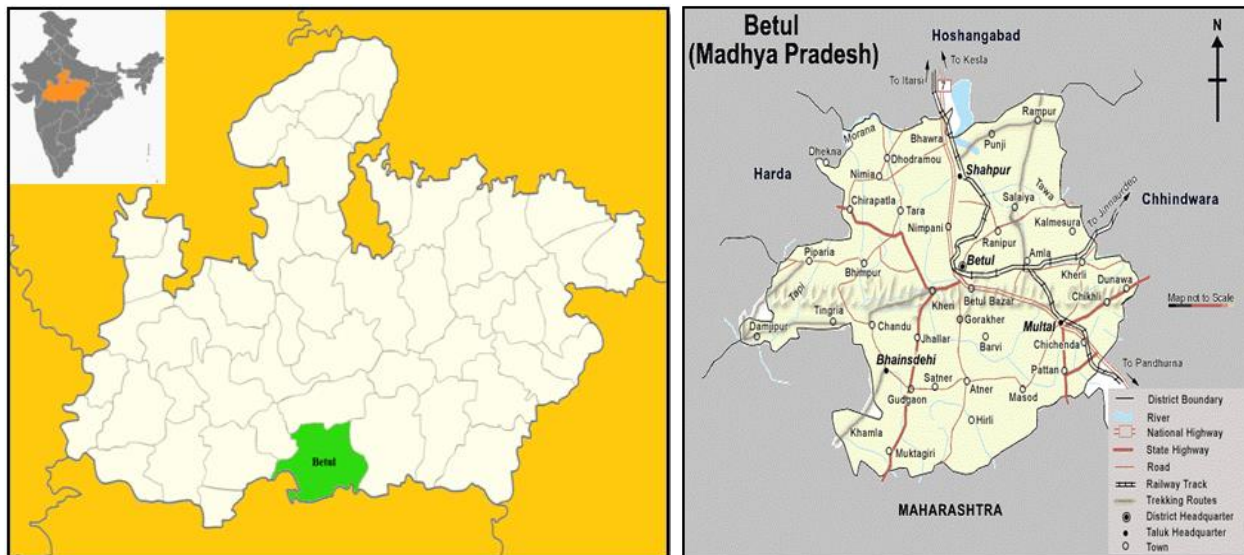 Betul
Betul
(Madhya Pradesh)
Hoshangabad
N
To Kesla
To Itarsi
7
Rampur
Morana
Bhawra
Punji
Dhekna
Dhodramou
Harda
Nimia
Shahpur
Salaiya
Tawa
To Jinnaurdeo
Chhindwara
Chirapatla
Tara
Nimpani
Kalmesura
Ranipur
Piparia
Bhimpur
Betul
Amla
Kherli
Dunawa
Tapi
Kheri
Betul Bazar
Chikhli
Map not to Scale
Damjipur
Tingria
Chandu
Gorakher
Multai
Jhallar
Barvi
Chichenda
Bhainsdehi
To Pandhurna
Satner
Atner
Pattan
Gudgaon
Masod
Hirli
Khamla
Muktagiri
MAHARASHTRA
District Boundary
River
National Highway
State Highway
Road
Railway Track
Trekking Routes
District Headquarter
Taluk Headquarter
Town